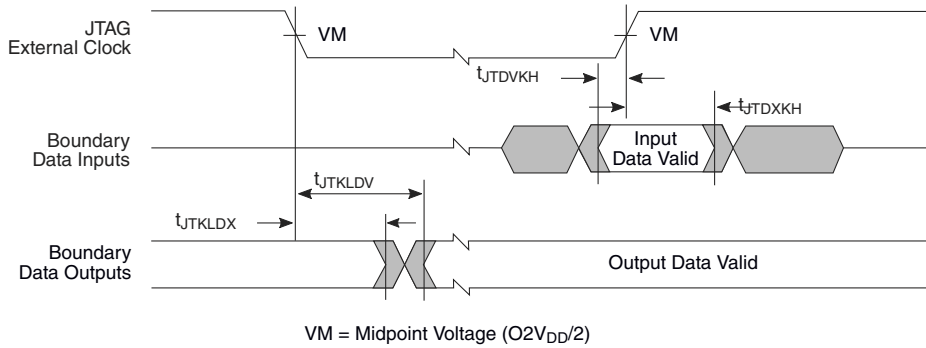 JTAG
External Clock
VM
VM
tJTDVKH
tJTDXKH
Boundary
Data Inputs
Input
Data Valid
tJTKLDV
tJTKLDX
Boundary
Data Outputs
Output Data Valid
VM = Midpoint Voltage (O2VDD/2)